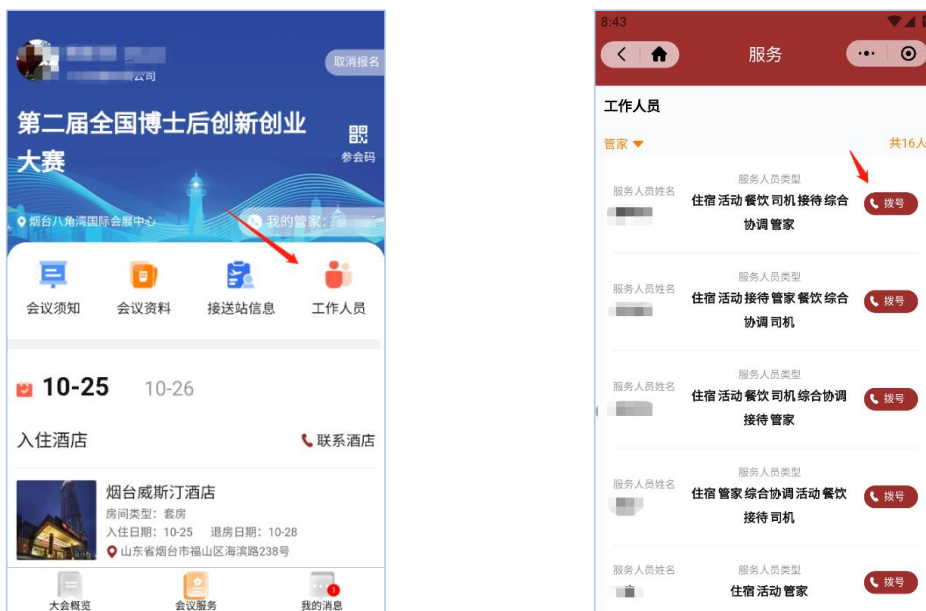 公司
取消报名
第二届全国博士后创新创业
大赛
参会码
烟台八角湾国际会展中心
我的管家:
会议须知
会议资料
接送站信息
工作人员
10-25
10-26
入住酒店
联系酒店
烟台威斯汀酒店
房间类型：套房
入住日期：10-25 退房日期：10-28
山东省烟台市福山区海滨路238号
大会概览
会议服务
1
我的消息
8:43
服务
工作人员
管家
共16人
服务人员姓名
服务人员类型
住宿 活动 餐饮 司机 接待 综合
协调 管家
拨号
服务人员姓名
服务人员类型
住宿 活动 接待 管家 餐饮 综合
协调 司机
拨号
服务人员姓名
服务人员类型
住宿 活动 餐饮 司机 综合协调
接待 管家
拨号
服务人员姓名
服务人员类型
住宿 管家 综合协调 活动 餐饮
接待 司机
拨号
服务人员姓名
服务人员类型
住宿 活动 管家
拨号